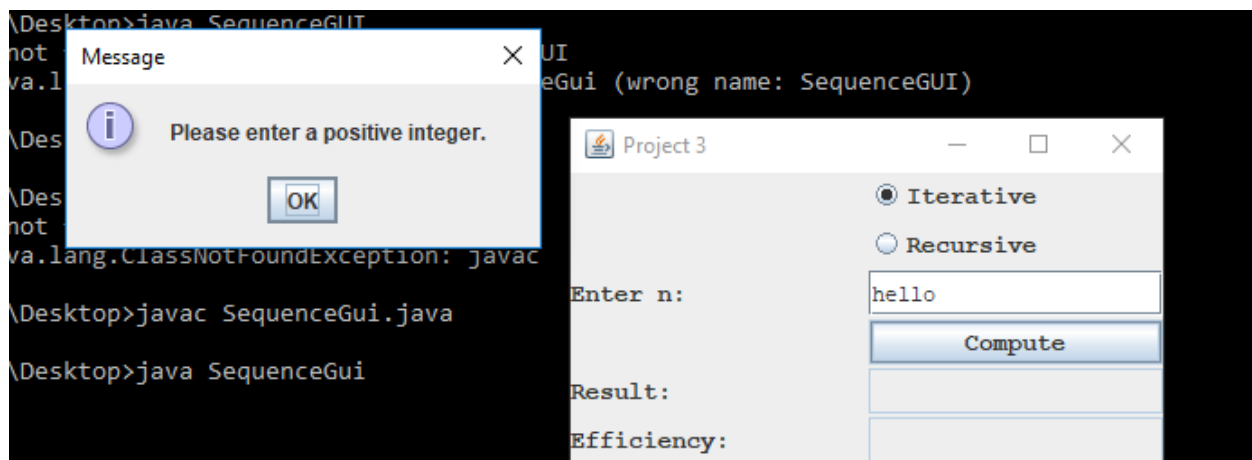 \Desktop>java SequenceGUI
not
UI
va.l
eGui (wrong name: SequenceGUI)
Message
Please enter a positive integer.
OK
\Des
\Des
not
va.lang.ClassNotFoundException: javac
\Desktop>javac SequenceGui.java
\Desktop>java SequenceGui
Project 3
Iterative
Recursive
Enter n:
hello
Compute
Result:
Efficiency: